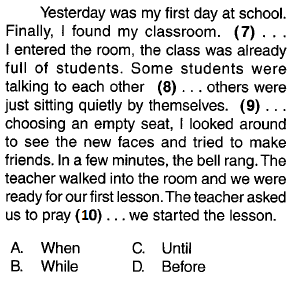 Yesterday was my first day at school.
Finally, I found my classroom. (7) ...
I entered the room, the class was already
full of students. Some students were
talking to each other (8) ... others were
just sitting quietly by themselves. (9) ...
choosing an empty seat, I looked around
to see the new faces and tried to make
friends. In a few minutes, the bell rang. The
teacher walked into the room and we were
ready for our first lesson. The teacher asked
us to pray (10) ... we started the lesson.
A. When C. Until
B. While D. Before